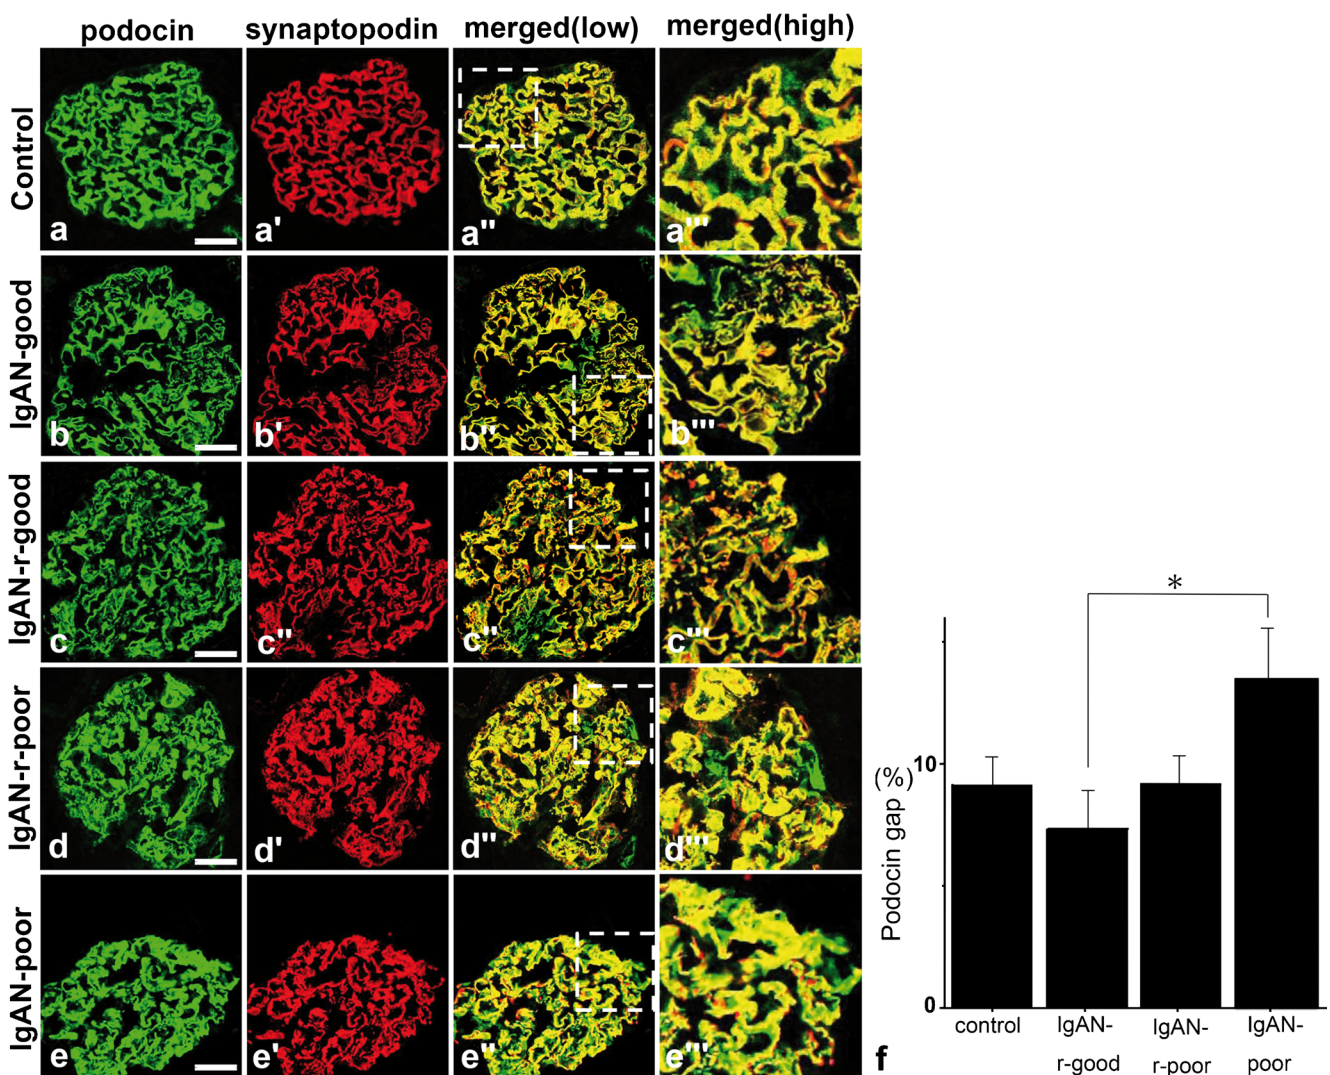 podocin synaptopodin merged(low) merged(high)
Control
a a' a'' a'''
IgAN-good
b b' b'' b'''
IgAN-r-good
c c'' c'' c'''
IgAN-r-poor
d d' d'' d'''
IgAN-poor
e e' e'' e'''
*
Podocin gap (%)
10
0
control IgAN- IgAN- IgAN-
r-good r-poor poor
f